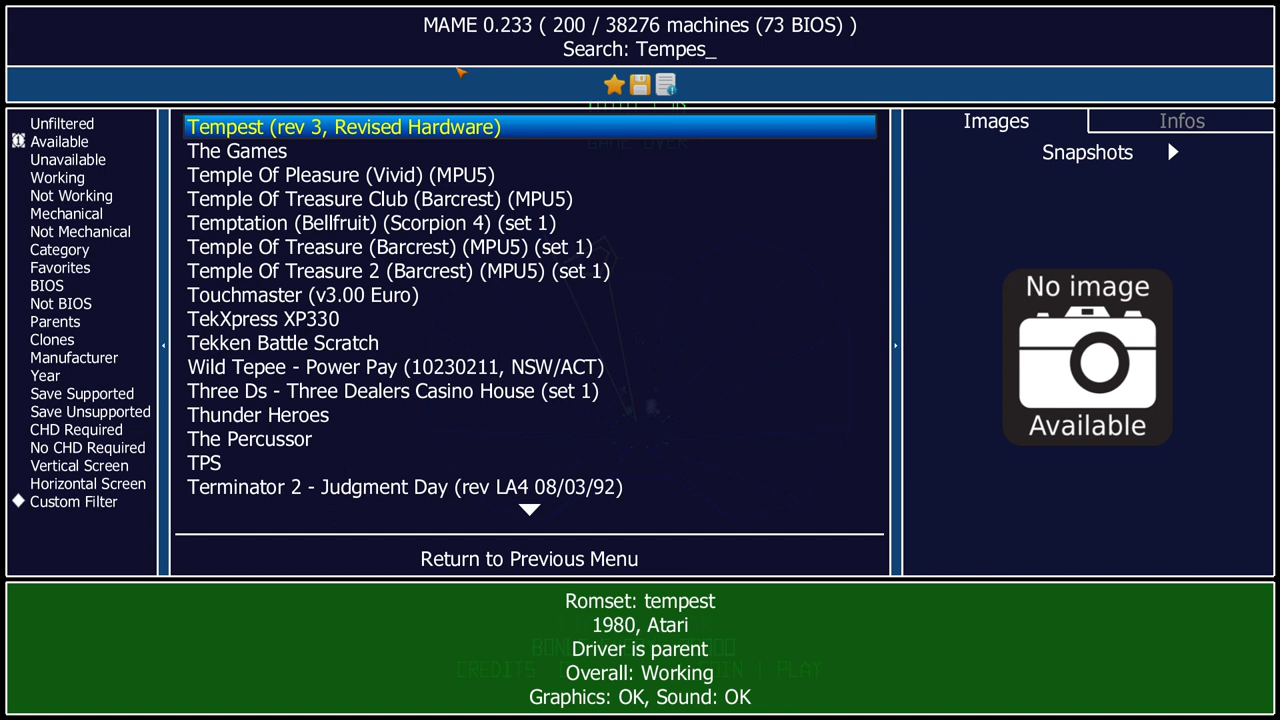 MAME 0.233 ( 200 / 38276 machines (73 BIOS) )
Search: Tempes_
Unfiltered
Available
Unavailable
Working
Not Working
Mechanical
Not Mechanical
Category
Favorites
BIOS
Not BIOS
Parents
Clones
Manufacturer
Year
Save Supported
Save Unsupported
CHD Required
No CHD Required
Vertical Screen
Horizontal Screen
Custom Filter
Tempest (rev 3, Revised Hardware)
The Games
Temple Of Pleasure (Vivid) (MPU5)
Temple Of Treasure Club (Barcrest) (MPU5)
Temptation (Bellfruit) (Scorpion 4) (set 1)
Temple Of Treasure (Barcrest) (MPU5) (set 1)
Temple Of Treasure 2 (Barcrest) (MPU5) (set 1)
Touchmaster (v3.00 Euro)
TekXpress XP330
Tekken Battle Scratch
Wild Tepee - Power Pay (10230211, NSW/ACT)
Three Ds - Three Dealers Casino House (set 1)
Thunder Heroes
The Percussor
TPS
Terminator 2 - Judgment Day (rev LA4 08/03/92)
Return to Previous Menu
GAME OVER
Images
Infos
Snapshots
No image
Available
Romset: tempest
1980, Atari
Driver is parent
Overall: Working
Graphics: OK, Sound: OK
CREDITS
PLAY